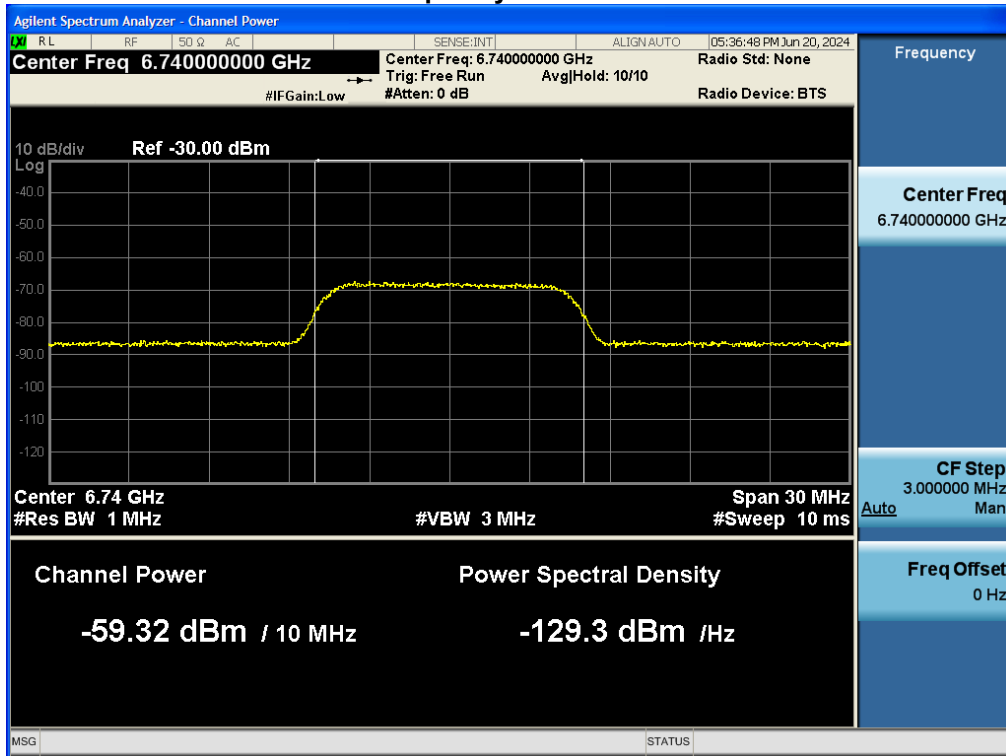 Agilent Spectrum Analyzer - Channel Power
LXI RL RF 50 Ω AC SENSE:INT ALIGN AUTO 05:36:48 PM Jun 20, 2024
Center Freq 6.740000000 GHz
Center Freq: 6.740000000 GHz
Radio Std: None
Trig: Free Run Avg|Hold: 10/10
#IFGain:Low
#Atten: 0 dB
Radio Device: BTS
10 dB/div Ref -30.00 dBm
Log
-40.0
-50.0
-60.0
-70.0
-80.0
-90.0
-100
-110
-120
Center 6.74 GHz
Span 30 MHz
#Res BW 1 MHz
#VBW 3 MHz
#Sweep 10 ms
Channel Power
Power Spectral Density
-59.32 dBm / 10 MHz
-129.3 dBm /Hz
Frequency
Center Freq
6.740000000 GHz
CF Step
3.000000 MHz
Auto Man
Freq Offset
0 Hz
MSG
STATUS